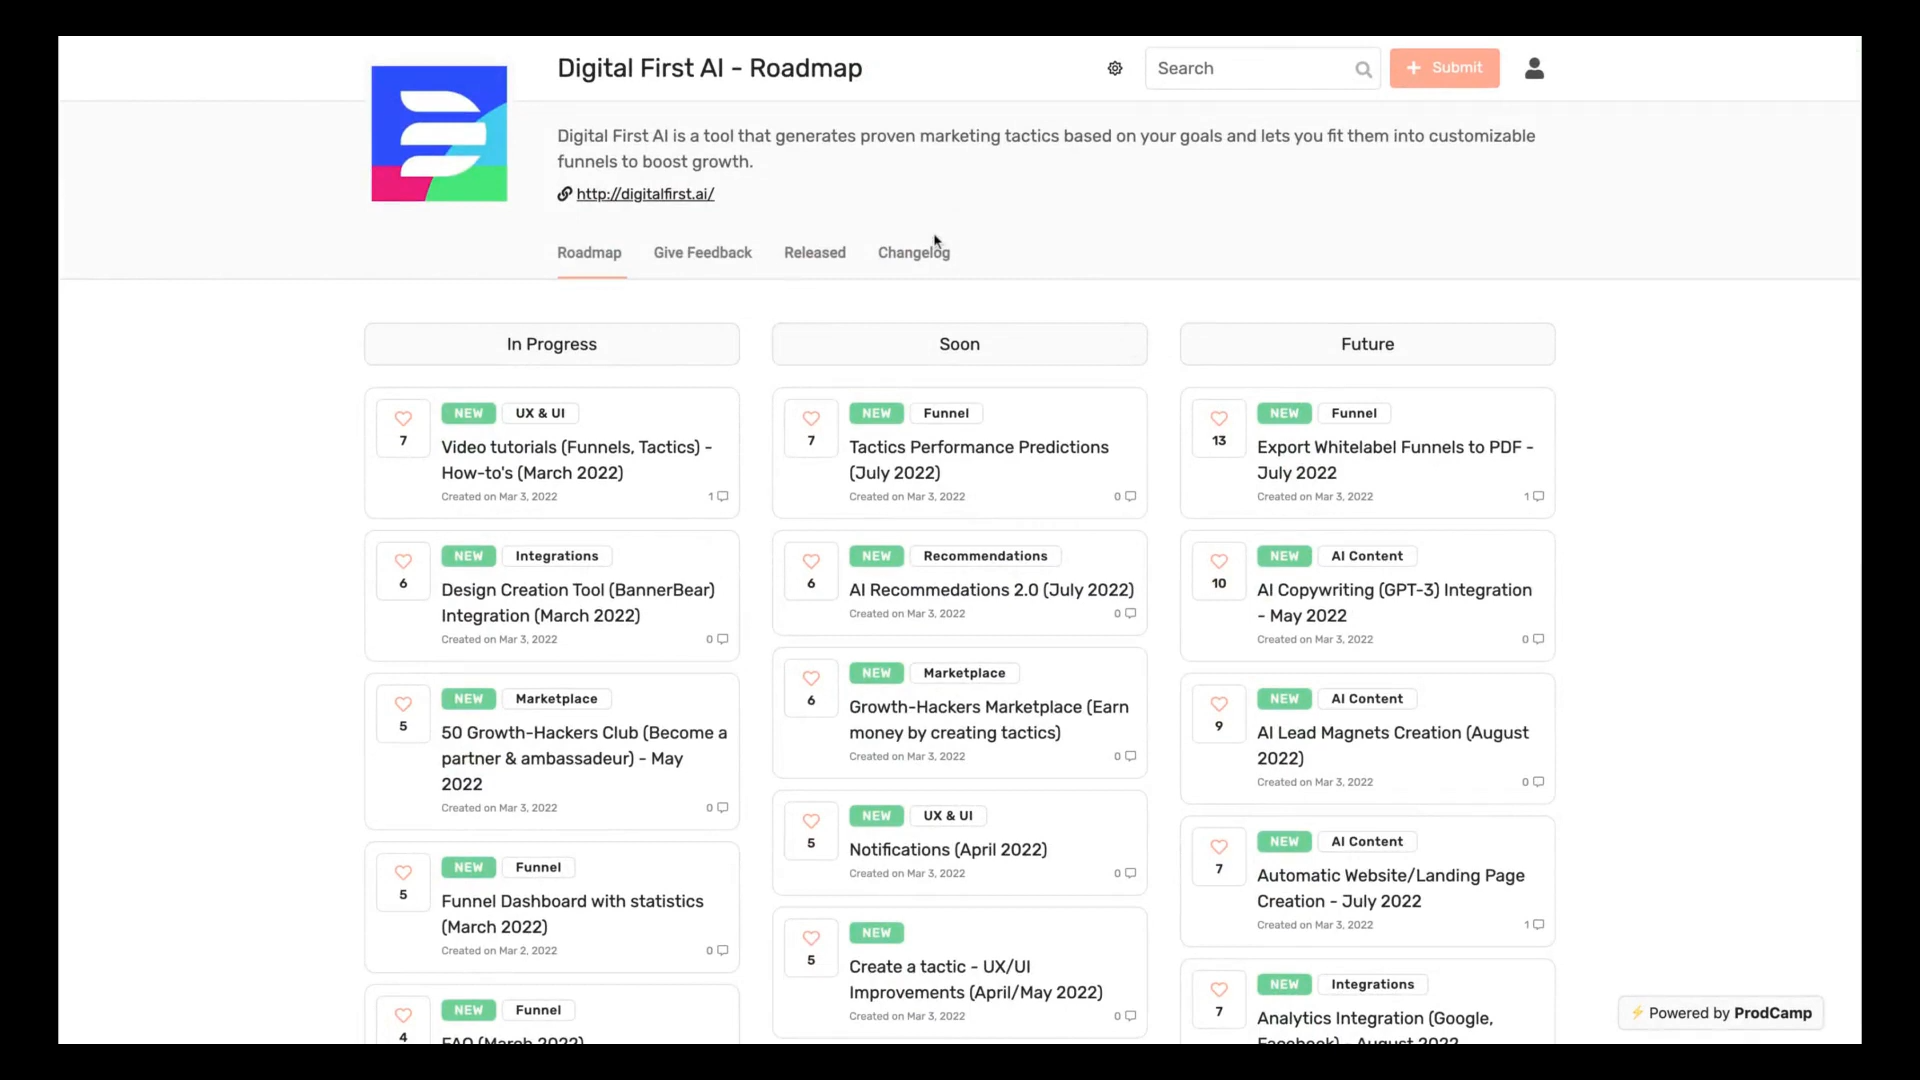 Digital First AI - Roadmap
Search
+ Submit
Digital First AI is a tool that generates proven marketing tactics based on your goals and lets you fit them into customizable
funnels to boost growth.
http://digitalfirst.ai/
Roadmap
Give Feedback
Released
Changelog
In Progress
7
NEW
UX & UI
Video tutorials (Funnels, Tactics) -
How-to's (March 2022)
Created on Mar 3, 2022
1
6
NEW
Integrations
Design Creation Tool (BannerBear)
Integration (March 2022)
Created on Mar 3, 2022
0
5
NEW
Marketplace
50 Growth-Hackers Club (Become a
partner & ambassadeur) - May
2022
Created on Mar 3, 2022
0
5
NEW
Funnel
Funnel Dashboard with statistics
(March 2022)
Created on Mar 2, 2022
0
4
NEW
Funnel
FAQ (March 2022)
Soon
7
NEW
Funnel
Tactics Performance Predictions
(July 2022)
Created on Mar 3, 2022
0
6
NEW
Recommendations
AI Recommedations 2.0 (July 2022)
Created on Mar 3, 2022
0
6
NEW
Marketplace
Growth-Hackers Marketplace (Earn
money by creating tactics)
Created on Mar 3, 2022
0
5
NEW
UX & UI
Notifications (April 2022)
Created on Mar 3, 2022
0
5
NEW
Create a tactic - UX/UI
Improvements (April/May 2022)
Created on Mar 3, 2022
0
Future
13
NEW
Funnel
Export Whitelabel Funnels to PDF -
July 2022
Created on Mar 3, 2022
1
10
NEW
AI Content
AI Copywriting (GPT-3) Integration
- May 2022
Created on Mar 3, 2022
0
9
NEW
AI Content
AI Lead Magnets Creation (August
2022)
Created on Mar 3, 2022
0
7
NEW
AI Content
Automatic Website/Landing Page
Creation - July 2022
Created on Mar 3, 2022
1
7
NEW
Integrations
Analytics Integration (Google,
Facebook) - August 2022
Powered by ProdCamp